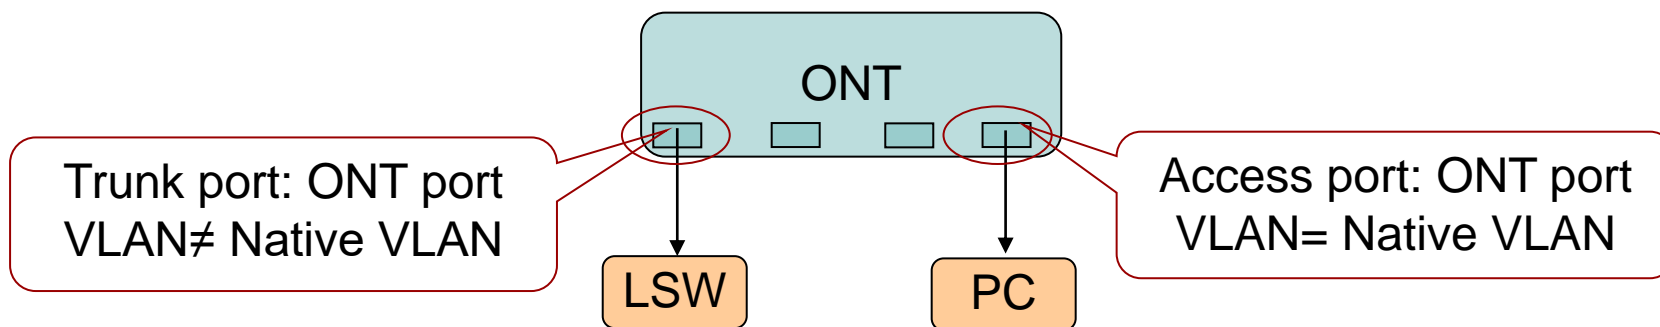 ONT
Trunk port: ONT port
VLAN≠ Native VLAN
Access port: ONT port
VLAN= Native VLAN
LSW
PC